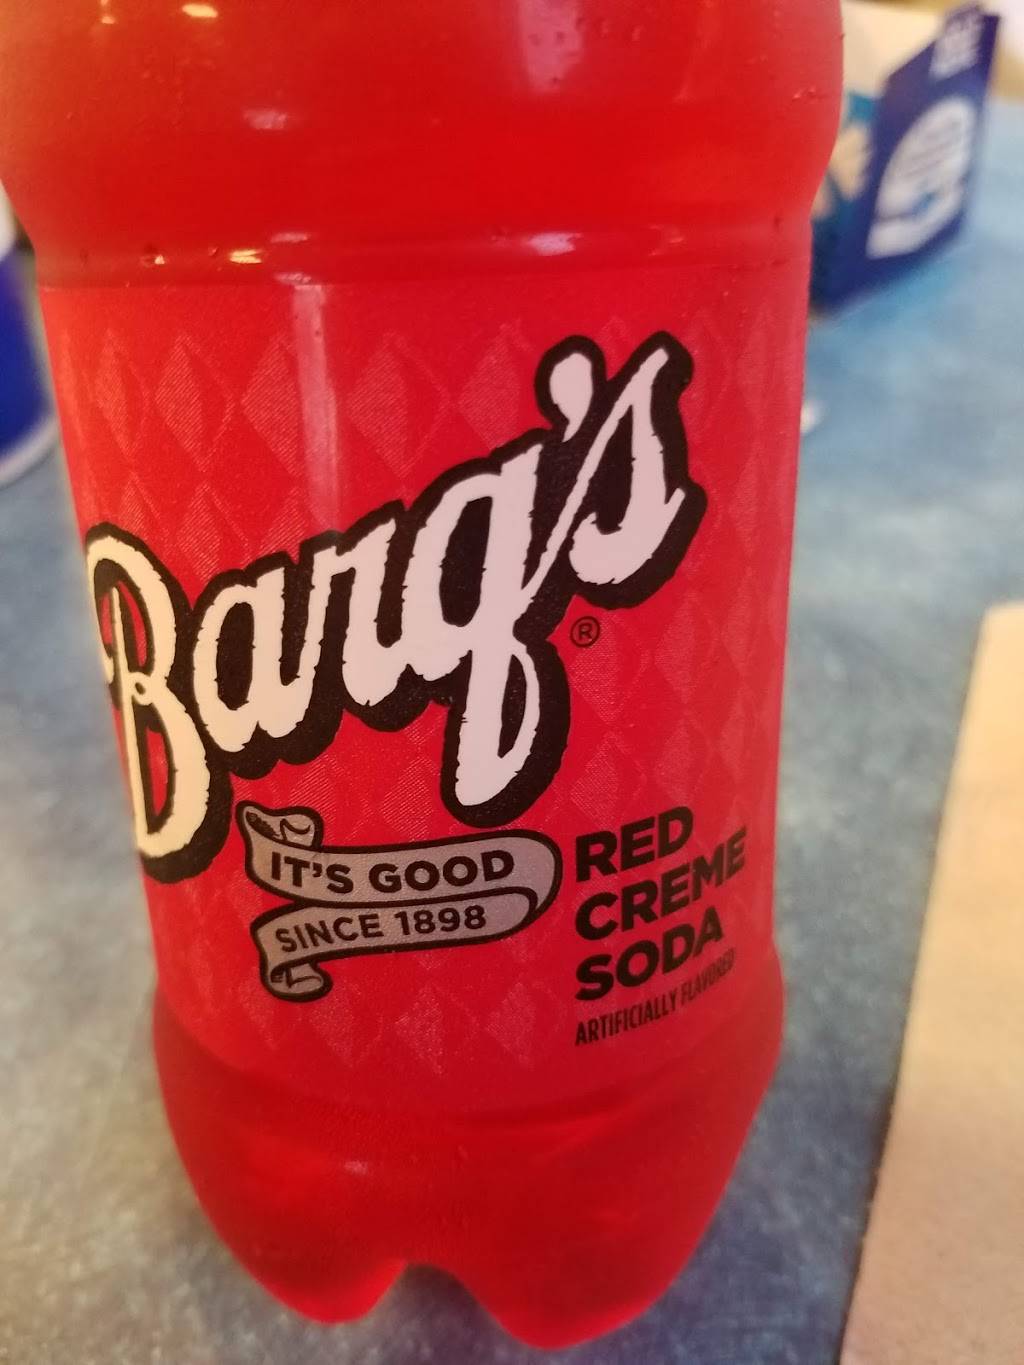 Barq's
®
IT'S GOOD
SINCE 1898
RED
CREME
SODA
ARTIFICIALLY FLAVORED